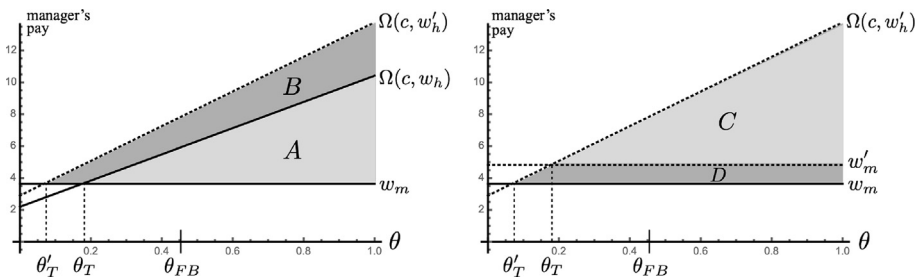 manager's
pay
Ω(c, w′_h)
12
10
Ω(c, w_h)
B
8
6
A
4
w_m
2
0.2
0.4
0.6
0.8
1.0
θ
θ′_T
θ_T
θ_FB
manager's
pay
Ω(c, w′_h)
12
10
8
C
6
w′_m
4
D
w_m
2
0.2
0.4
0.6
0.8
1.0
θ
θ′_T
θ_T
θ_FB